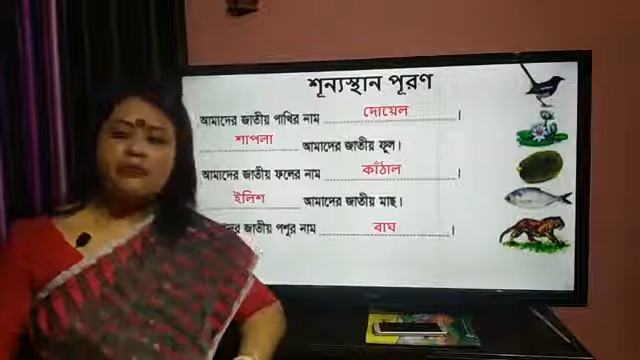 শূন্যস্থান পূরণ
আমাদের জাতীয় পাখির নাম দোয়েল ।
শাপলা আমাদের জাতীয় ফুল।
আমাদের জাতীয় ফলের নাম কাঁঠাল ।
ইলিশ আমাদের জাতীয় মাছ।
জাতীয় পশুর নাম বাঘ ।